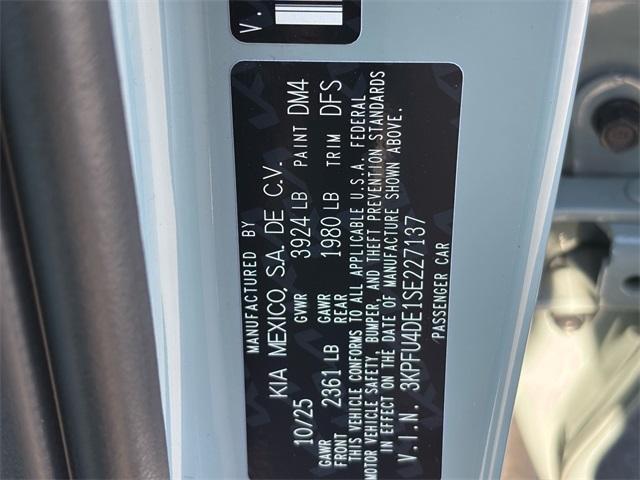 V.
MANUFACTURED BY
KIA MEXICO, S.A. DE C.V.
10/25 GVWR 3924 LB PAINT DM4
GAWR FRONT 2361 LB GAWR REAR 1980 LB TRIM DFS
THIS VEHICLE CONFORMS TO ALL APPLICABLE U.S.A. FEDERAL
MOTOR VEHICLE SAFETY, BUMPER, AND THEFT PREVENTION STANDARDS
IN EFFECT ON THE DATE OF MANUFACTURE SHOWN ABOVE.
V.I.N. 3KPFU4DE1SE227137
PASSENGER CAR